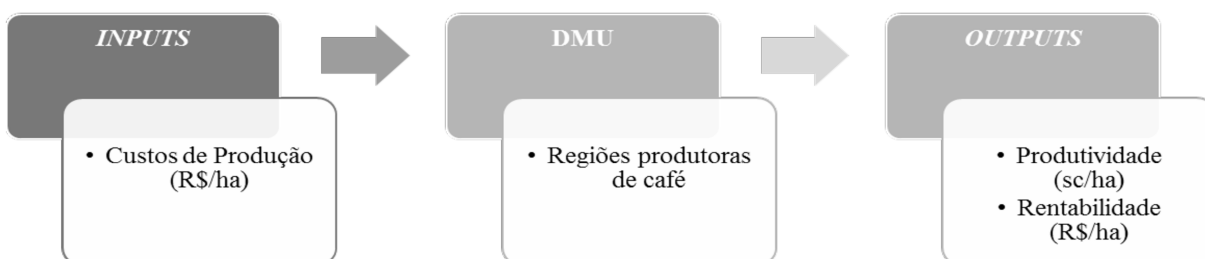 INPUTS
• Custos de Produção
(R$/ha)
DMU
• Regiões produtoras
de café
OUTPUTS
• Produtividade
(sc/ha)
• Rentabilidade
(R$/ha)